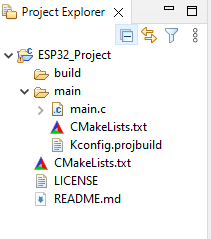 Project Explorer
ESP32_Project
build
main
main.c
CMakeLists.txt
Kconfig.projbuild
CMakeLists.txt
LICENSE
README.md